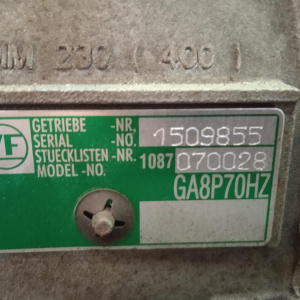 MM 230 (400)
ZF
GETRIEBE -NR.
SERIAL -NO. 1509855
STUECKLISTEN-NR. 1087 070028
MODEL-NO. GA8P70HZ